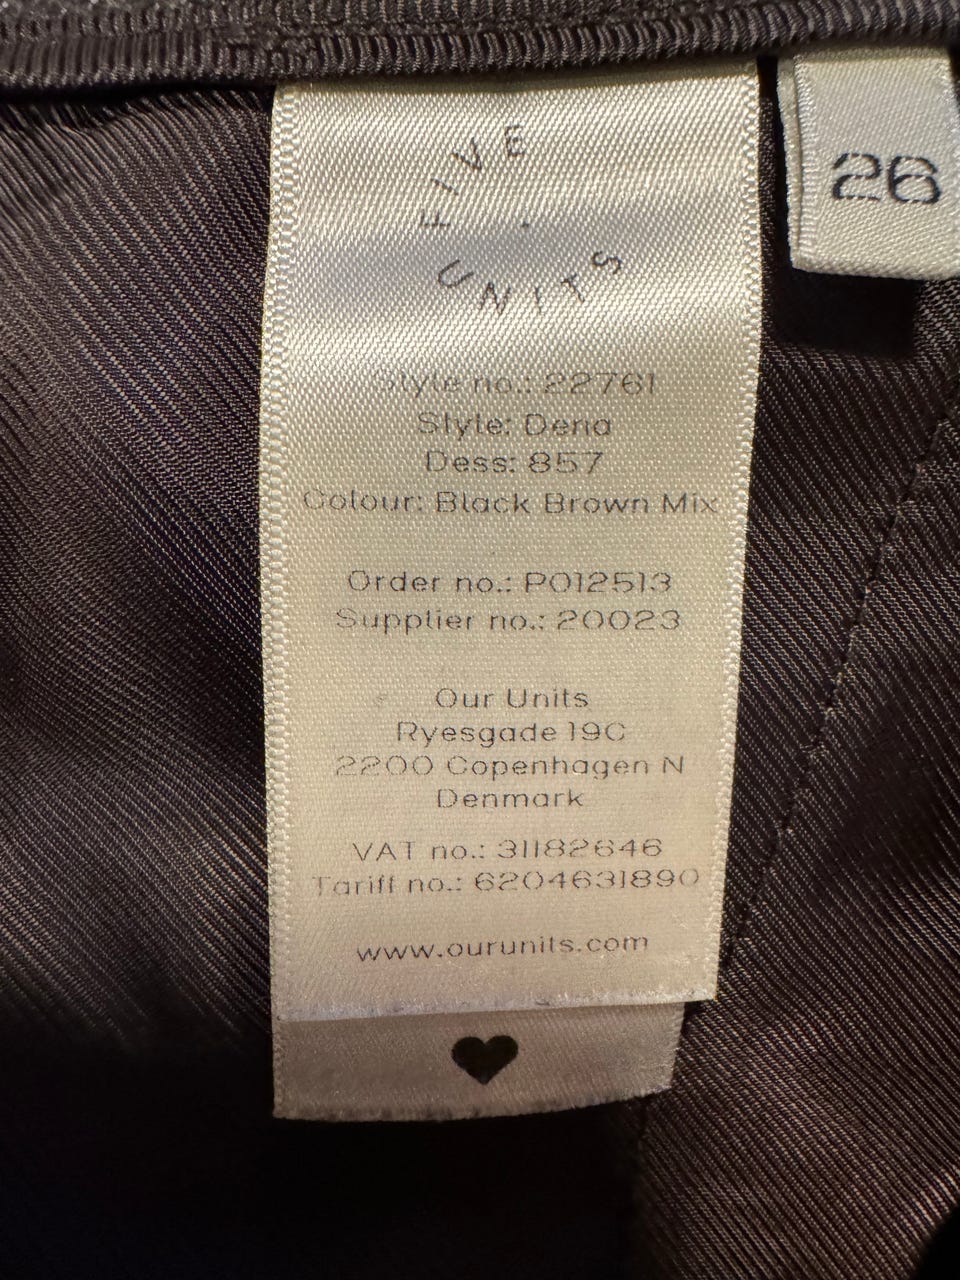 FIVE
UNITS
26
Style no.: 22761
Style: Dena
Dess: 857
Colour: Black Brown Mix
Order no.: PO12513
Supplier no.: 20023
Our Units
Ryesgade 19C
2200 Copenhagen N
Denmark
VAT no.: 31182646
Tariff no.: 6204631890
www.ourunits.com